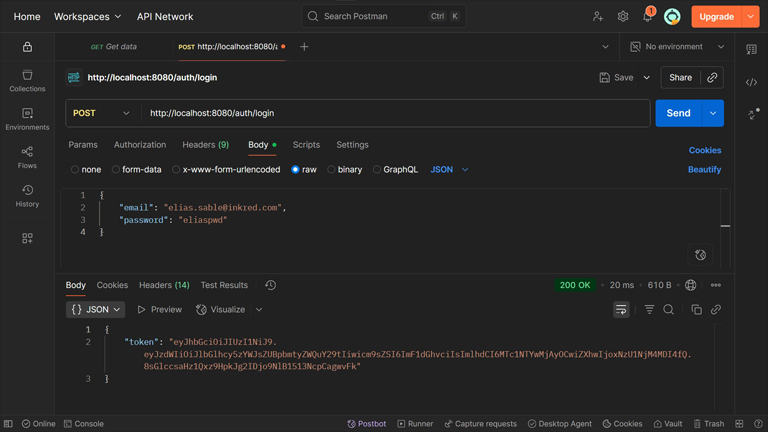 Home Workspaces API Network Search Postman Ctrl K 1 Upgrade
GET Get data POST http://localhost:8080/a No environment
http://localhost:8080/auth/login Save Share
POST http://localhost:8080/auth/login Send
Params Authorization Headers (9) Body Scripts Settings Cookies
none form-data x-www-form-urlencoded raw binary GraphQL JSON Beautify
Collections
Environments
Flows
History
1 {
2 "email": "elias.sable@inkred.com",
3 "password": "eliaspwd"
4 }
Body Cookies Headers (14) Test Results 200 OK • 20 ms • 610 B
{} JSON Preview Visualize
1 {
2 "token": "eyJhbGciOiJIUzI1NiJ9.
eyJzdWIiOiJlbGlhcy5zYWJsZUBpbmtyZWQuY29tIiwicm9sZSI6ImF1dGhvciIsImlhdCI6MTc1NTYwMjAyOCwiZXhwIjoxNzU1NjM4MDI4fQ.
8sGlccsaHz1Qxz9HpkJg2IDjo9NlB1513NcpCagmvFk"
3 }
Online Console Postbot Runner Capture requests Desktop Agent Cookies Vault Trash